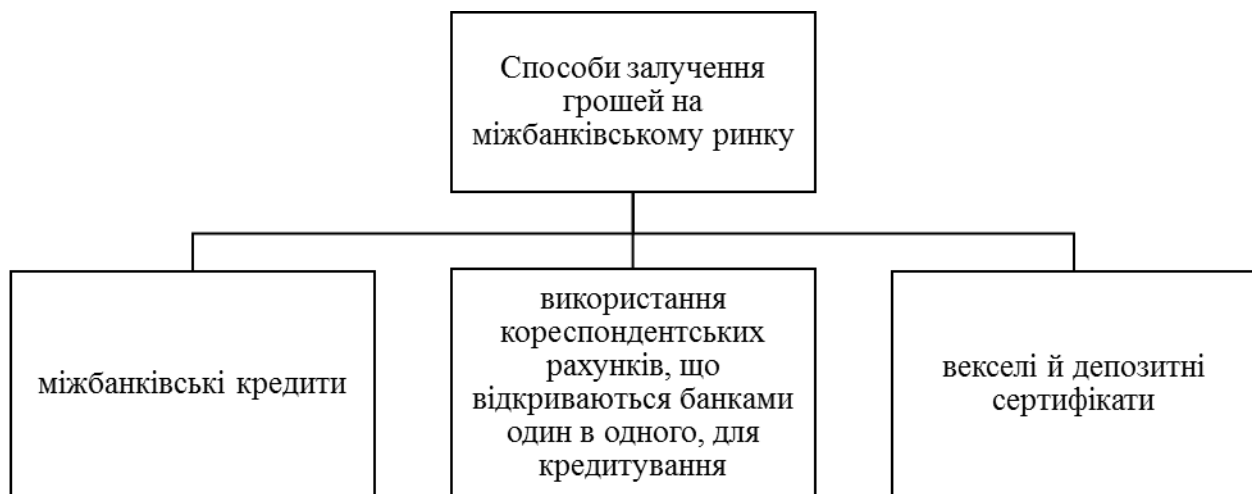 Способи залучення
грошей на
міжбанківському ринку
міжбанківські кредити
використання
кореспондентських
рахунків, що
відкриваються банками
один в одного, для
кредитування
векселі й депозитні
сертифікати